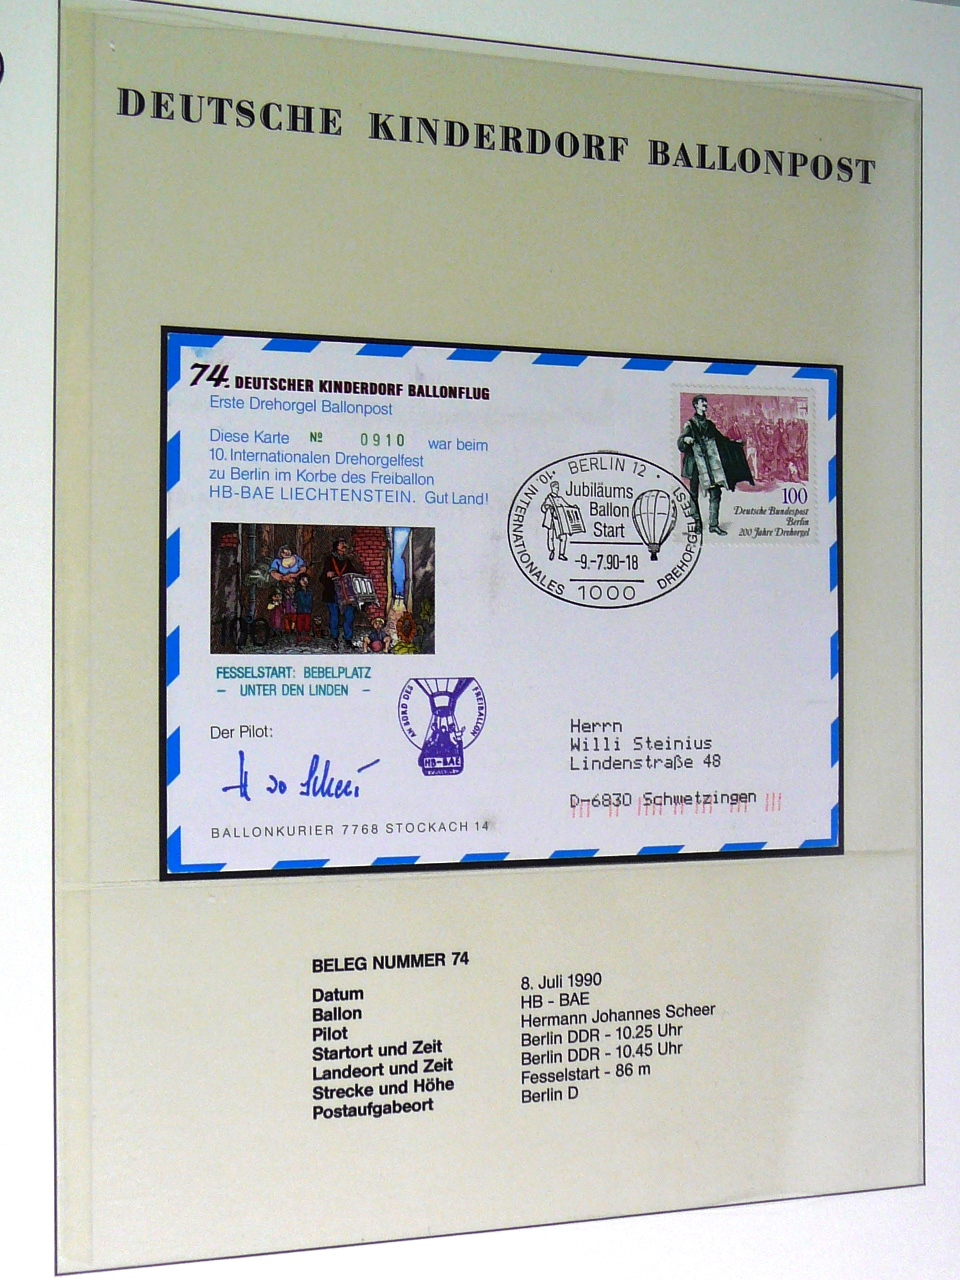 DEUTSCHE KINDERDORF BALLONPOST
74. DEUTSCHER KINDERDORF BALLONFLUG
Erste Drehorgel Ballonpost
Diese Karte Nº 0910 war beim
10. Internationalen Drehorgelfest
zu Berlin im Korbe des Freiballon
HB-BAE LIECHTENSTEIN. Gut Land!
100
FESSELSTART: BEBELPLATZ
– UNTER DEN LINDEN –
AN BORD DES FREIBALLON
HB-BAE
Der Pilot:
BALLONKURIER 7768 STOCKACH 14
BERLIN 12
10. INTERNATIONALES DREHORGELFEST
Jubiläums
Ballon
Start
-9.-7.90-18
1000
100
Deutsche Bundespost
Berlin
200 Jahre Drehorgel
Herrn
Willi Steinius
Lindenstraße 48
D-6830 Schwetzingen
BELEG NUMMER 74
Datum 8. Juli 1990
Ballon HB - BAE
Pilot Hermann Johannes Scheer
Startort und Zeit Berlin DDR - 10.25 Uhr
Landeort und Zeit Berlin DDR - 10.45 Uhr
Strecke und Höhe Fesselstart - 86 m
Postaufgabeort Berlin D